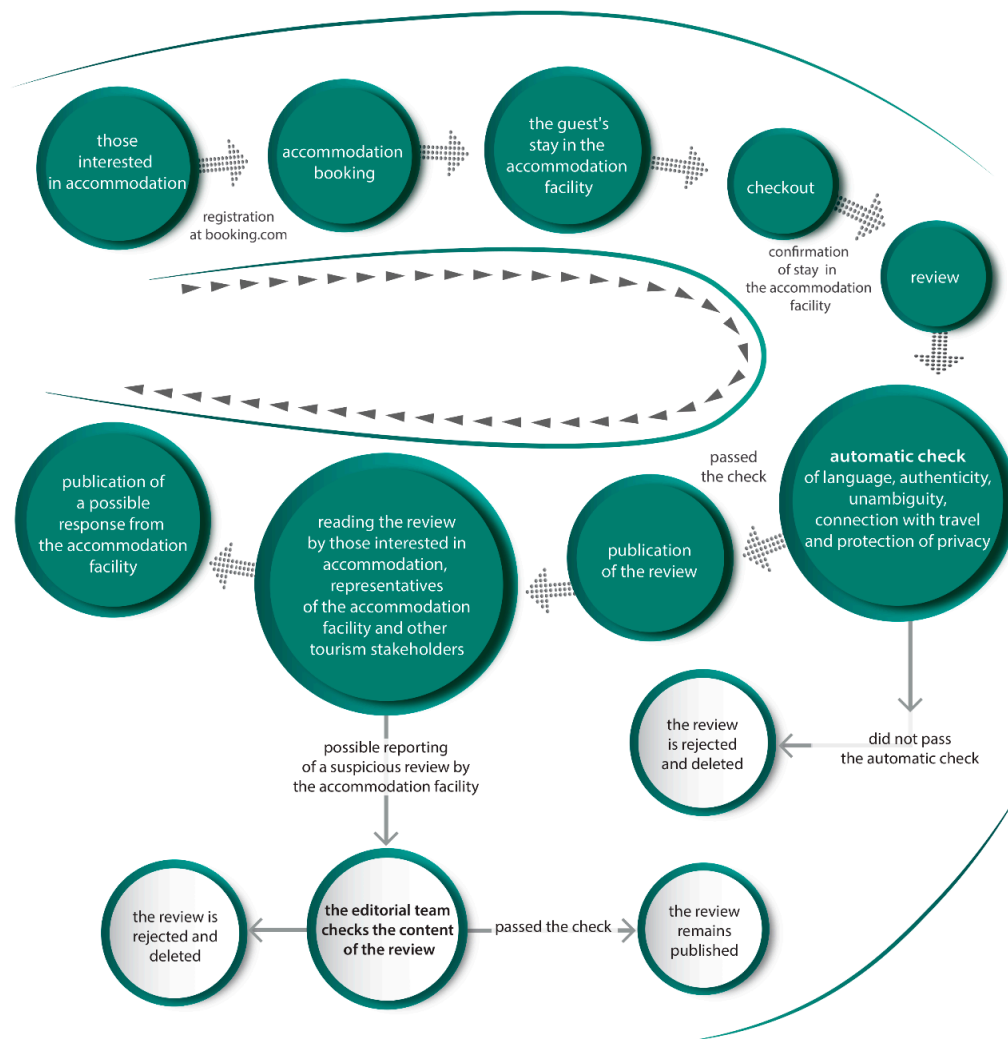 those
interested
in accommodation
registration
at booking.com
accommodation
booking
the guest's
stay in the
accommodation
facility
checkout
confirmation
of stay in
the accommodation
facility
review
automatic check
of language, authenticity,
unambiguity,
connection with travel
and protection of privacy
passed
the check
publication
of the review
reading the review
by those interested in
accommodation,
representatives
of the accommodation
facility and other
tourism stakeholders
publication of
a possible
response from
the accommodation
facility
did not pass
the automatic check
the review
is rejected
and deleted
possible reporting
of a suspicious review by
the accommodation facility
the editorial team
checks the content
of the review
the review is
rejected and
deleted
passed the check
the review
remains
published